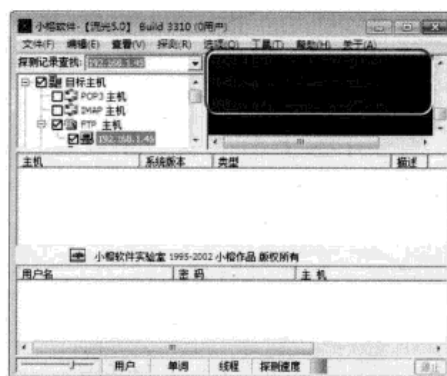 小榕软件-【流光5.0】 Build 3310 (0用户)
文件(F) 编辑(E) 查看(V) 探测(R) 选项(O) 工具(T) 帮助(H) 关于(A)
探测记录查找: 192.168.1.45
目标主机
POP3 主机
IMAP 主机
FTP 主机
192.168.1.45
主机 系统版本 类型 描述
小榕软件实验室 1995-2002 小榕作品 版权所有
用户名 密码 主机
用户 单词 线程 探测速度